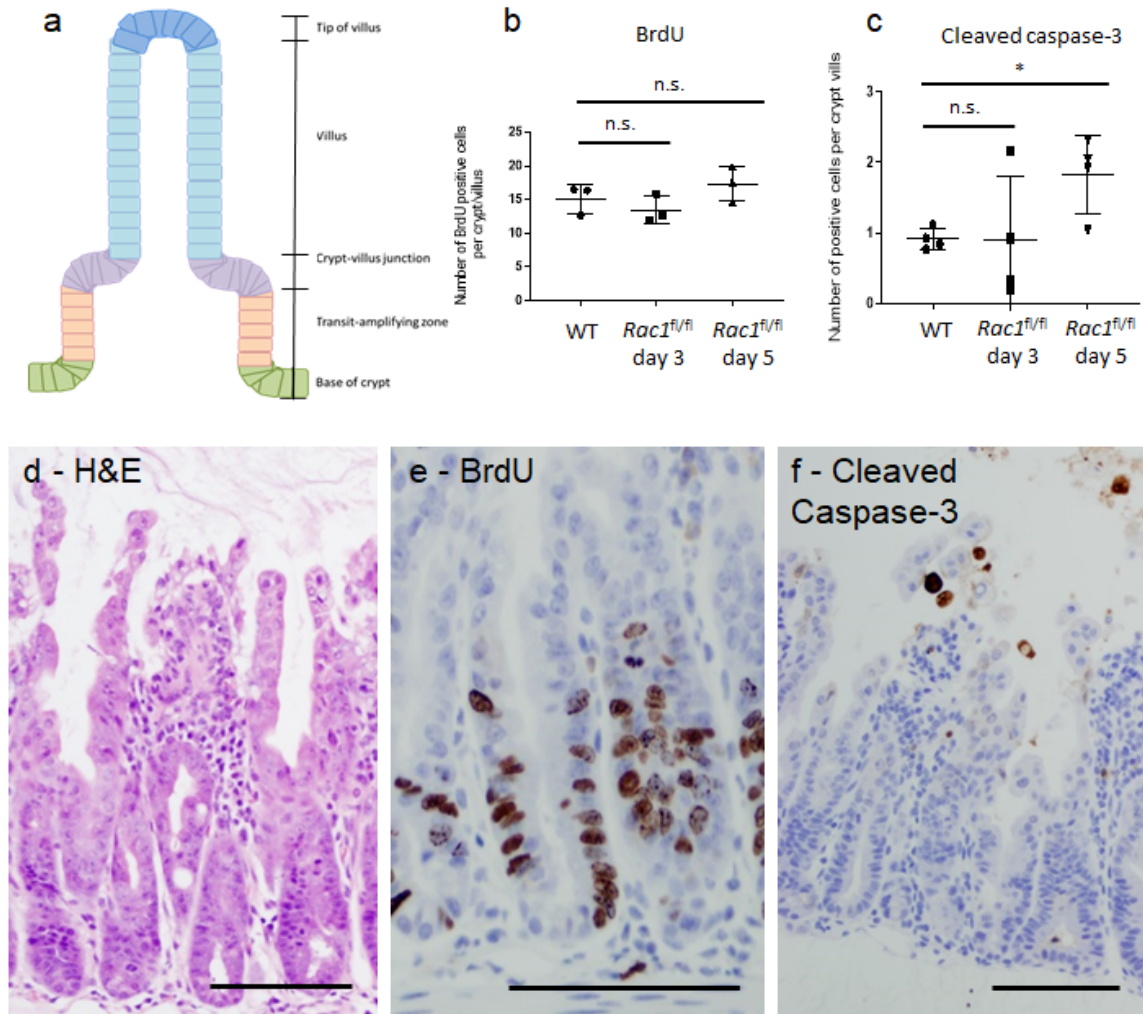 a
Tip of villus
Villus
Crypt-villus junction
Transit-amplifying zone
Base of crypt
b
BrdU
n.s.
n.s.
Number of BrdU positive cells
per crypt/villus
25
20
15
10
5
0
WT
Rac1fl/fl
day 3
Rac1fl/fl
day 5
c
Cleaved caspase-3
*
n.s.
Number of positive cells per crypt vills
3
2
1
0
WT
Rac1fl/fl
day 3
Rac1fl/fl
day 5
d - H&E
e - BrdU
f - Cleaved
Caspase-3